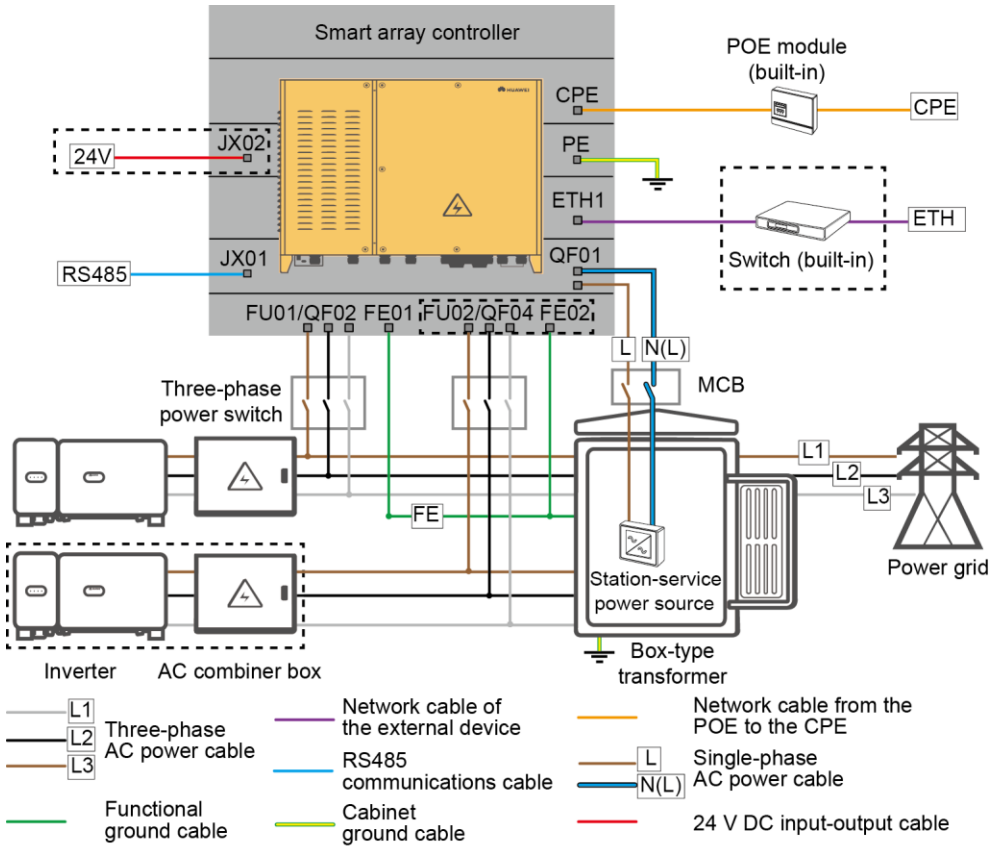 Smart array controller
POE module
(built-in)
HUAWEI
CPE
CPE
JX02
24V
PE
ETH1
ETH
JX01
QF01
Switch (built-in)
RS485
FU01/QF02 FE01 FU02/QF04 FE02
L
N(L)
Three-phase
power switch
MCB
L1
L2
L3
FE
Power grid
Station-service
power source
Inverter
AC combiner box
Box-type
transformer
L1
L2
L3
Three-phase
AC power cable
Network cable of
the external device
Network cable from the
POE to the CPE
RS485
communications cable
L
N(L)
Single-phase
AC power cable
Functional
ground cable
Cabinet
ground cable
24 V DC input-output cable